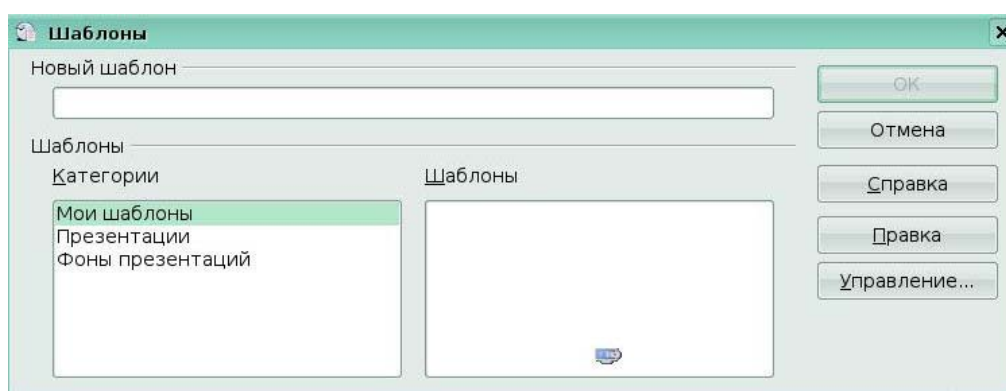 Шаблоны
Новый шаблон
OK
Отмена
Шаблоны
Категории
Шаблоны
Справка
Мои шаблоны
Презентации
Фоны презентаций
Правка
Управление...